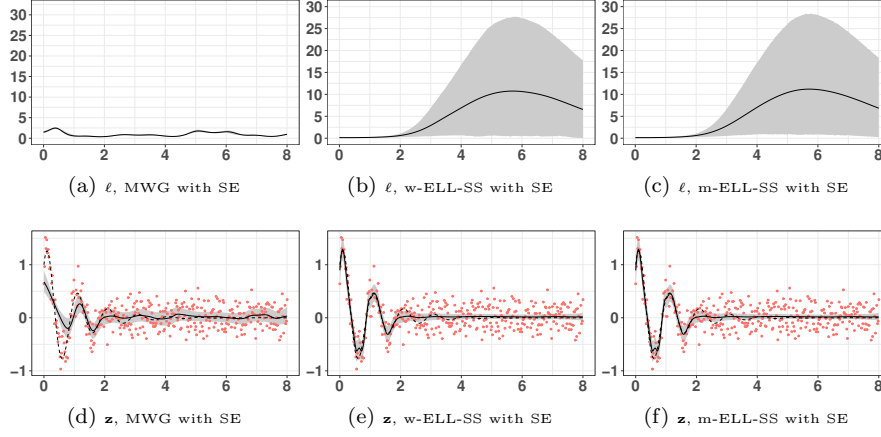 30
25
20
15
10
5
0
0 2 4 6 8
(a) ℓ, MWG with SE
30
25
20
15
10
5
0
0 2 4 6 8
(b) ℓ, w-ELL-SS with SE
30
25
20
15
10
5
0
0 2 4 6 8
(c) ℓ, m-ELL-SS with SE
1
0
−1
0 2 4 6 8
(d) z, MWG with SE
1
0
−1
0 2 4 6 8
(e) z, w-ELL-SS with SE
1
0
−1
0 2 4 6 8
(f) z, m-ELL-SS with SE